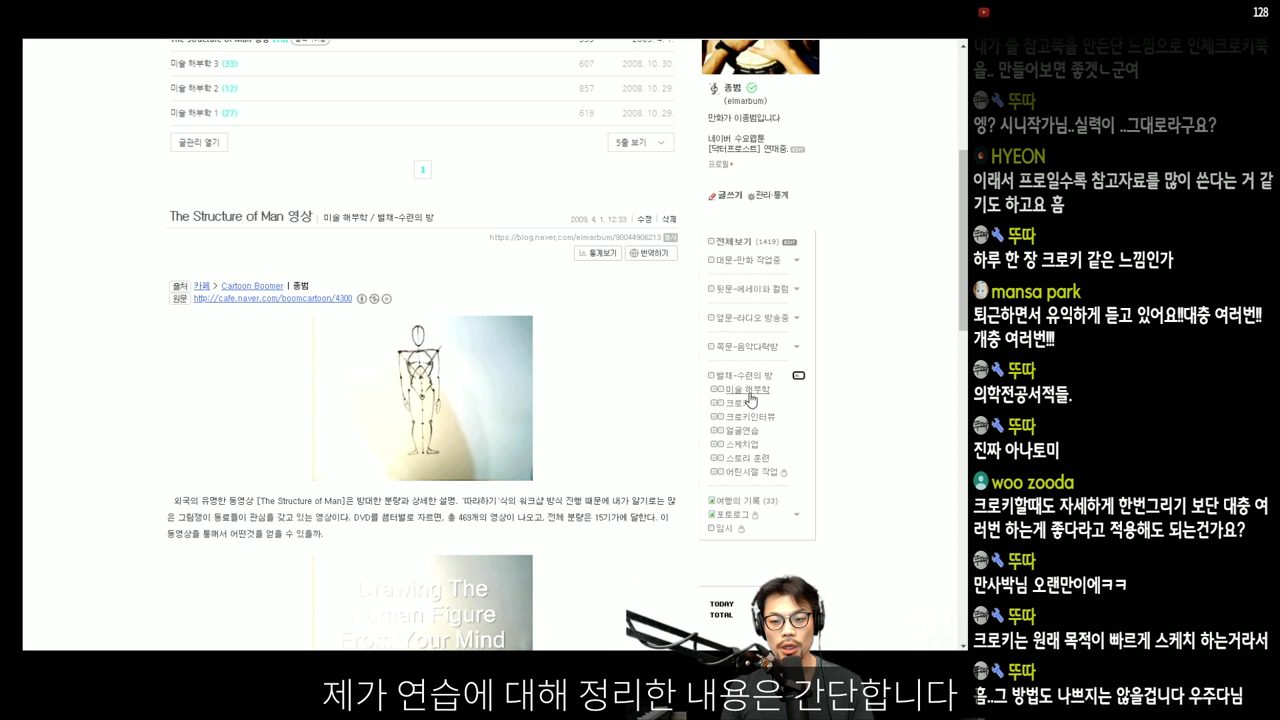 미술 해부학 3 (33) 607 2008. 10. 30.
미술 해부학 2 (12) 857 2008. 10. 29.
미술 해부학 1 (27) 619 2008. 10. 29.
글관리 열기 5줄 보기
1
The Structure of Man 영상 | 미술 해부학 / 별채-수련의 방 2009. 4. 1. 12:33 | 수정 | 삭제
https://blog.naver.com/elmarbum/90044906213 복사
통계보기 번역하기
출처 카페 > Cartoon Boomer | 종범
원문 http://cafe.naver.com/boomcartoon/4300
외국의 유명한 동영상 [The Structure of Man]은 방대한 분량과 상세한 설명. '따라하기'식의 워크샵 방식 진행 때문에 내가 알기로는 많
은 그림쟁이 동료들이 관심을 갖고 있는 영상이다. DVD를 챕터별로 자르면, 총 469개의 영상이 나오고, 전체 분량은 15기가에 달한다. 이
동영상을 통해서 어떤것을 얻을 수 있을까.
Drawing The
Human Figure
From Your Mind
종범
(elmarbum)
만화가 이종범입니다
네이버 수요웹툰
[닥터프로스트] 연재중. EDIT
프로필
글쓰기 관리·통계
전체보기 (1419) EDIT
대문-만화 작업중
뒷문-에세이와 컬럼
옆문-라디오 방송중
쪽문-음악다락방
별채-수련의 방
미술 해부학
크로키
크로키인터뷰
얼굴연습
스케치업
스토리 훈련
어린시절 작업
여행의 기록 (33)
포토로그
임시
TODAY
TOTAL
128
내가 쓸 참고북을 만든단 느낌으로 인체크로키북
을.. 만들어보면 좋겟ㄴ군여
뚜따
엥? 시니작가님..실력이 ..그대로라구요?
HYEON
이래서 프로일수록 참고자료를 많이 쓴다는 거 같
기도 하고요 흠
뚜따
하루 한 장 크로키 같은 느낌인가
mansa park
퇴근하면서 유익하게 듣고 있어요!!대충 여러번!!
개충 여러번!!!
뚜따
의학전공서적들.
뚜따
진짜 아나토미
woo zooda
크로키할때도 자세하게 한번그리기 보단 대충 여
러번 하는게 좋다라고 적용해도 되는건가요?
뚜따
만사박님 오랜만이에ㅋㅋ
뚜따
크로키는 원래 목적이 빠르게 스케치 하는거라서
뚜따
흠..그 방법도 나쁘지는 않을겁니다 우주다님
제가 연습에 대해 정리한 내용은 간단합니다